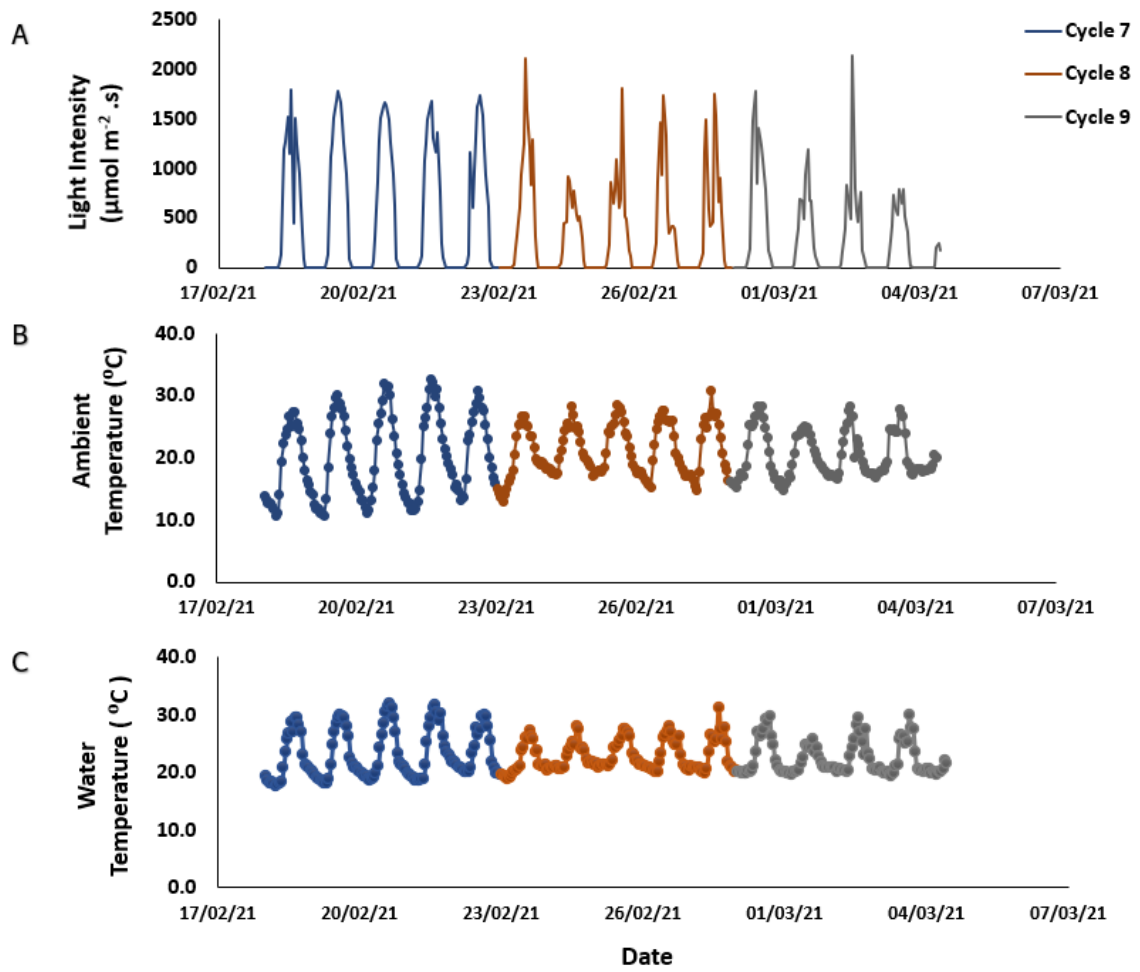 A
Light Intensity
(µmol m⁻² .s)
2500
2000
1500
1000
500
0
17/02/21 20/02/21 23/02/21 26/02/21 01/03/21 04/03/21 07/03/21
Cycle 7
Cycle 8
Cycle 9
B
Ambient
Temperature (⁰C)
40.0
30.0
20.0
10.0
0.0
17/02/21 20/02/21 23/02/21 26/02/21 01/03/21 04/03/21 07/03/21
C
Water
Temperature ( ⁰C)
40.0
30.0
20.0
10.0
0.0
17/02/21 20/02/21 23/02/21 26/02/21 01/03/21 04/03/21 07/03/21
Date